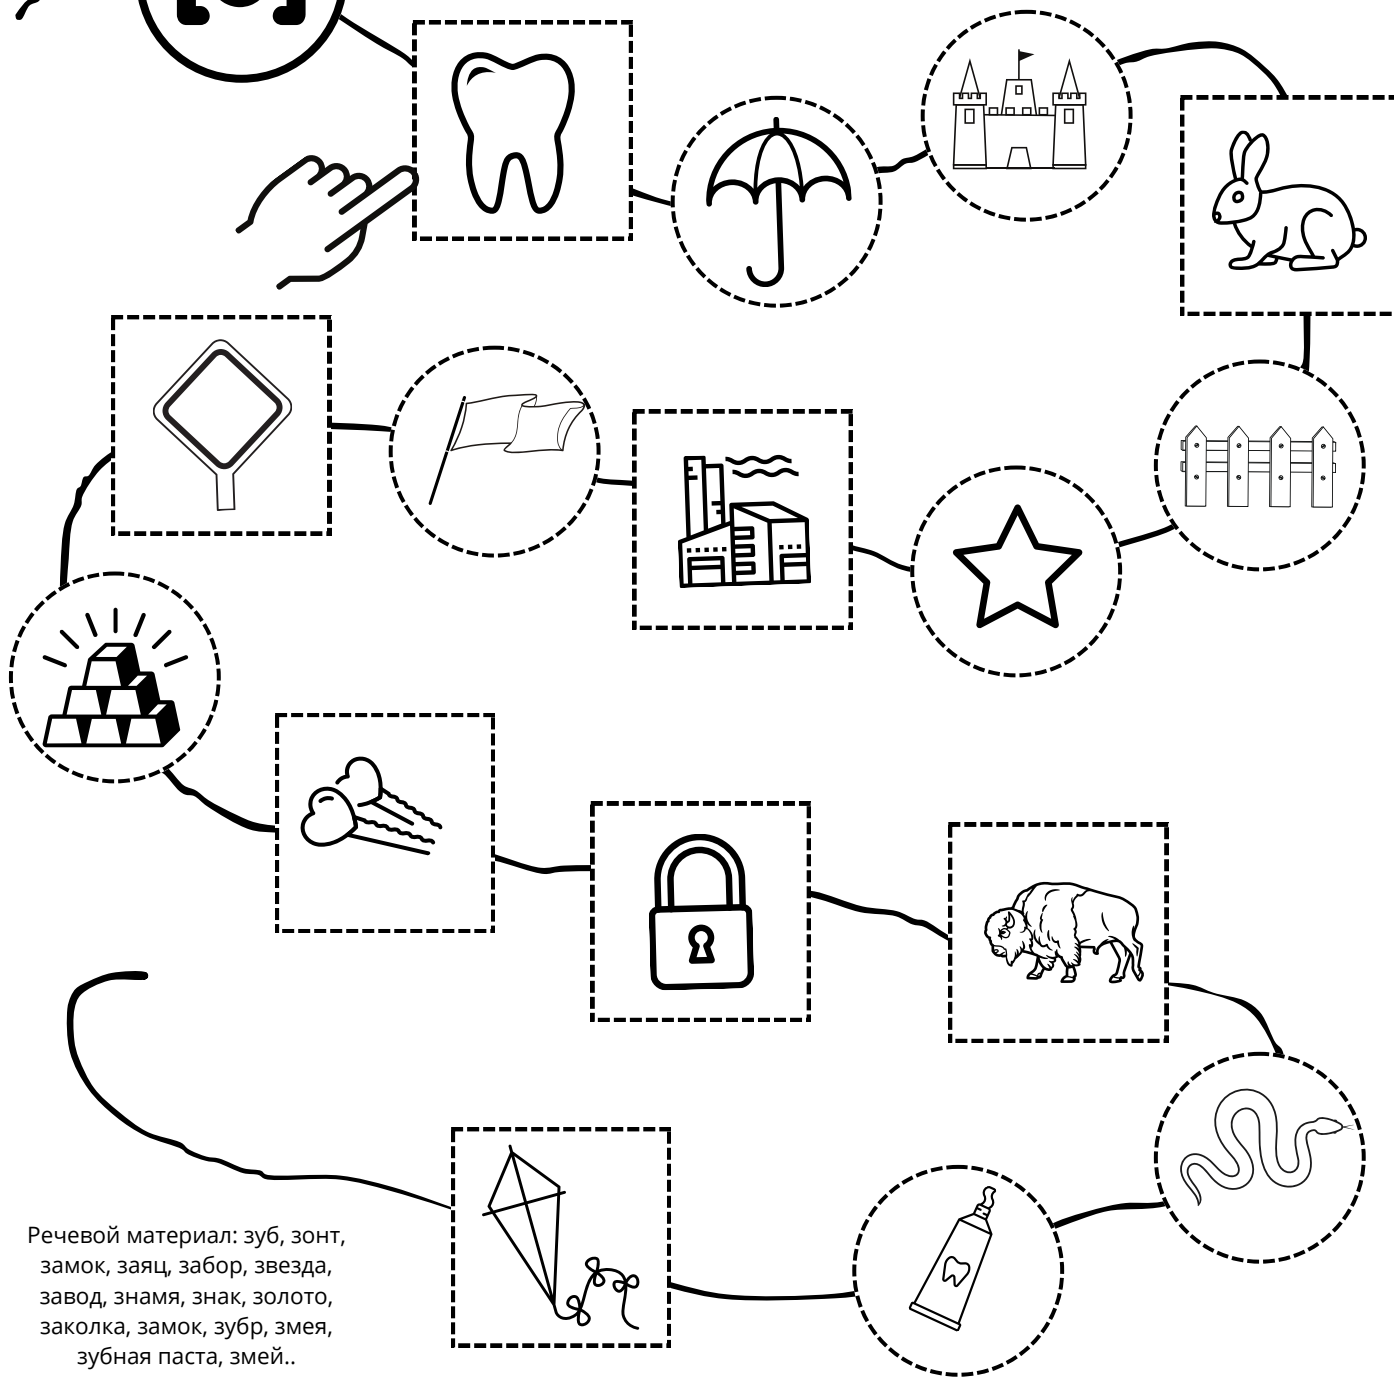 Речевой материал: зуб, зонт,
замок, заяц, забор, звезда,
завод, знамя, знак, золото,
заколка, замок, зубр, змея,
зубная паста, змей..